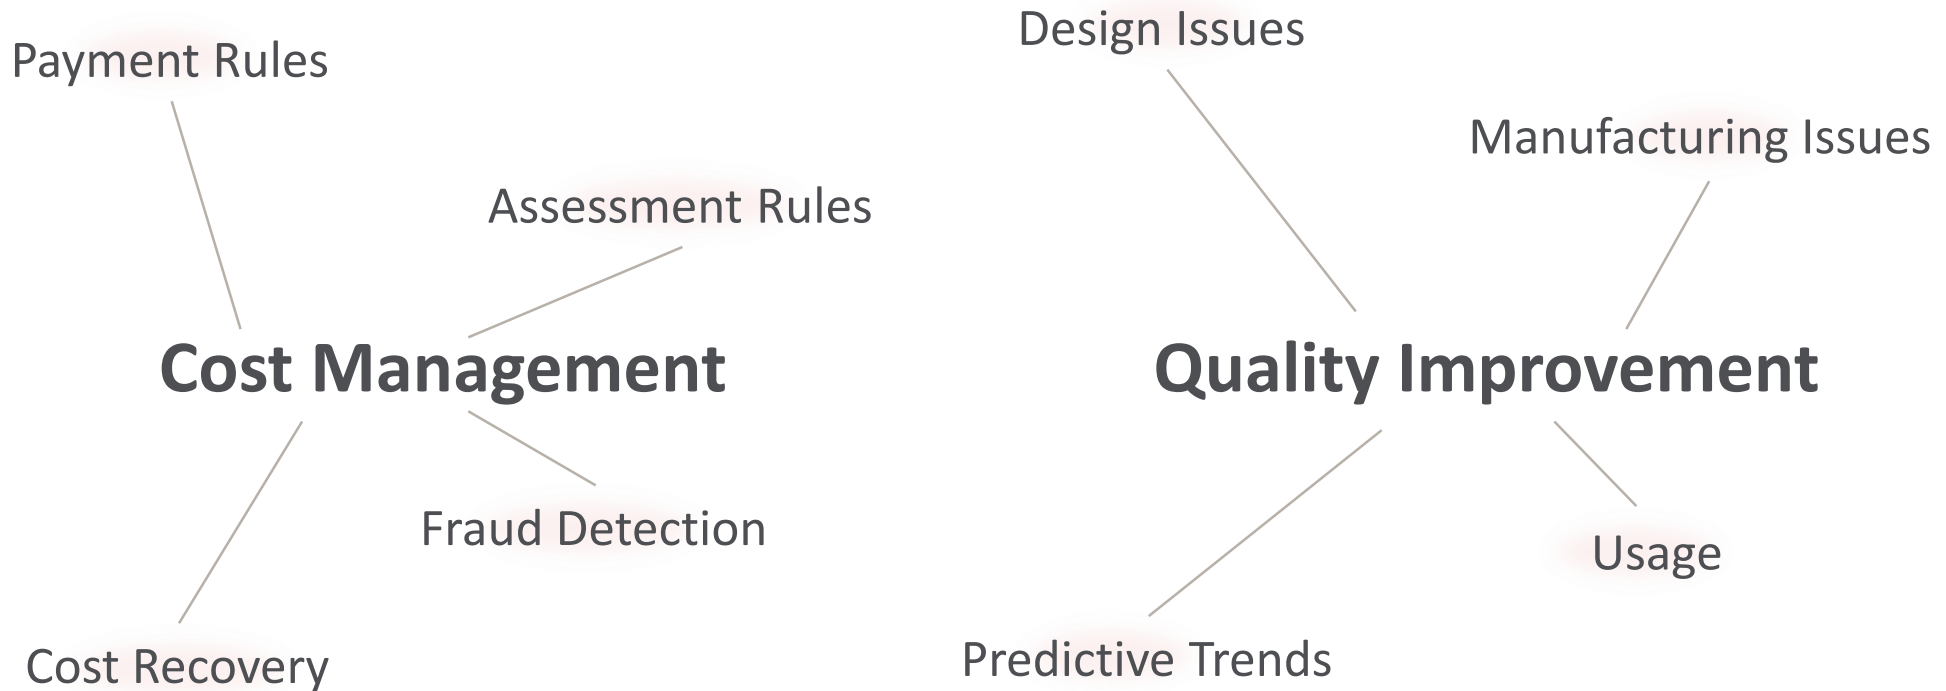 Payment Rules
Assessment Rules
Cost Management
Fraud Detection
Cost Recovery
Design Issues
Manufacturing Issues
Quality Improvement
Usage
Predictive Trends